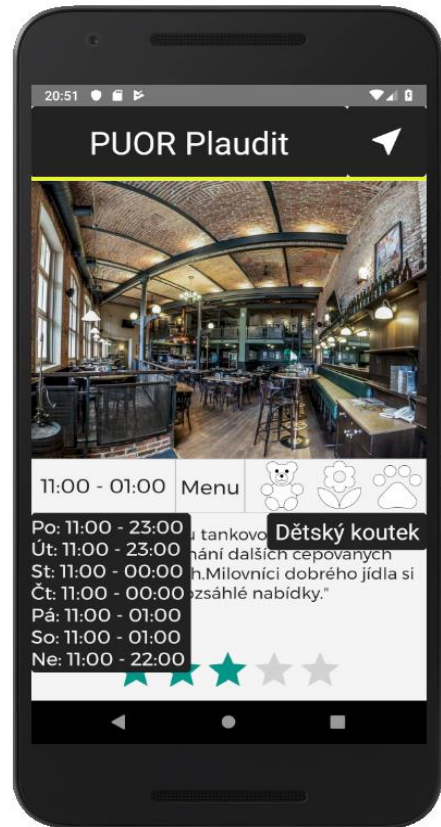 20:51
PUOR Plaudit
11:00 - 01:00 Menu
Po: 11:00 - 23:00
Út: 11:00 - 23:00
St: 11:00 - 00:00
Čt: 11:00 - 00:00
Pá: 11:00 - 01:00
So: 11:00 - 01:00
Ne: 11:00 - 22:00
u tankovo
Dětský koutek
dalších čepovaných
h.Milovníci dobrého jídla si
nabídky."